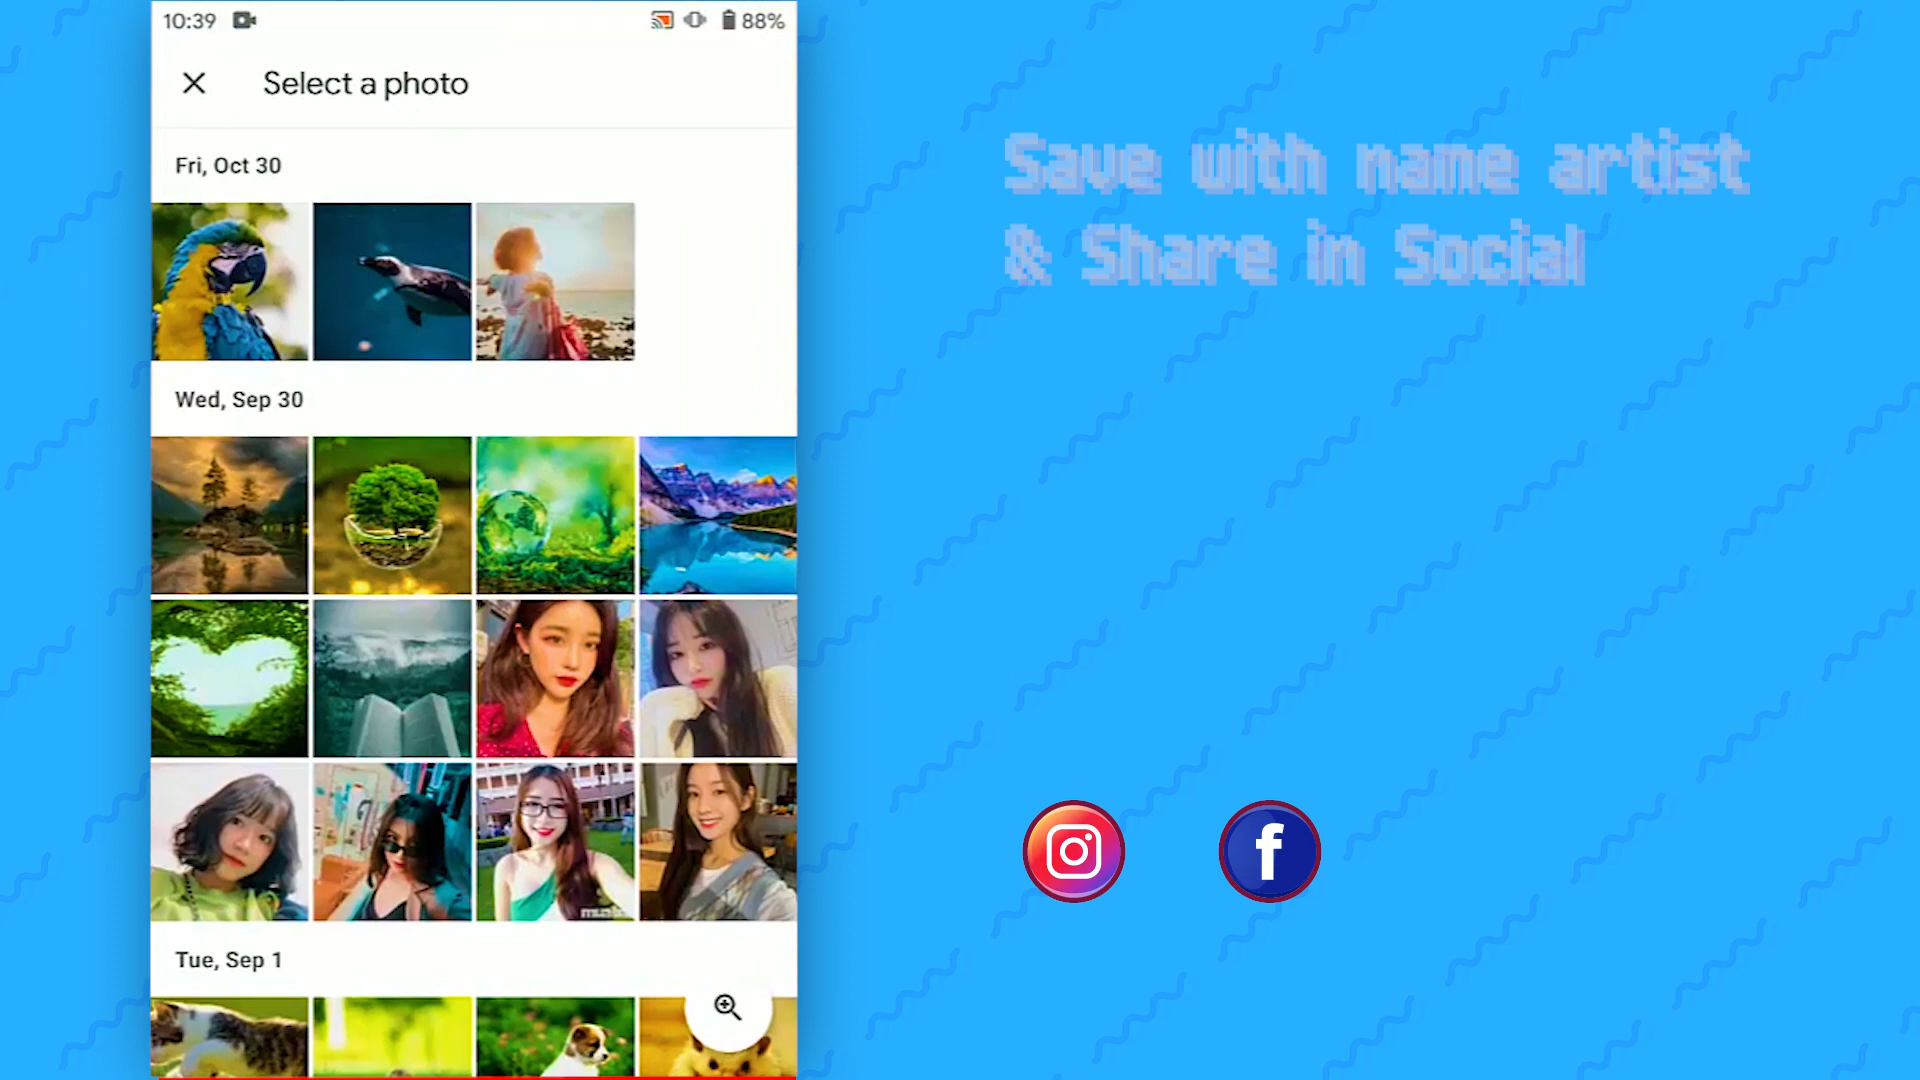 10:39
88%
Select a photo
Fri, Oct 30
Wed, Sep 30
Tue, Sep 1
Save with name artist
& Share in Social